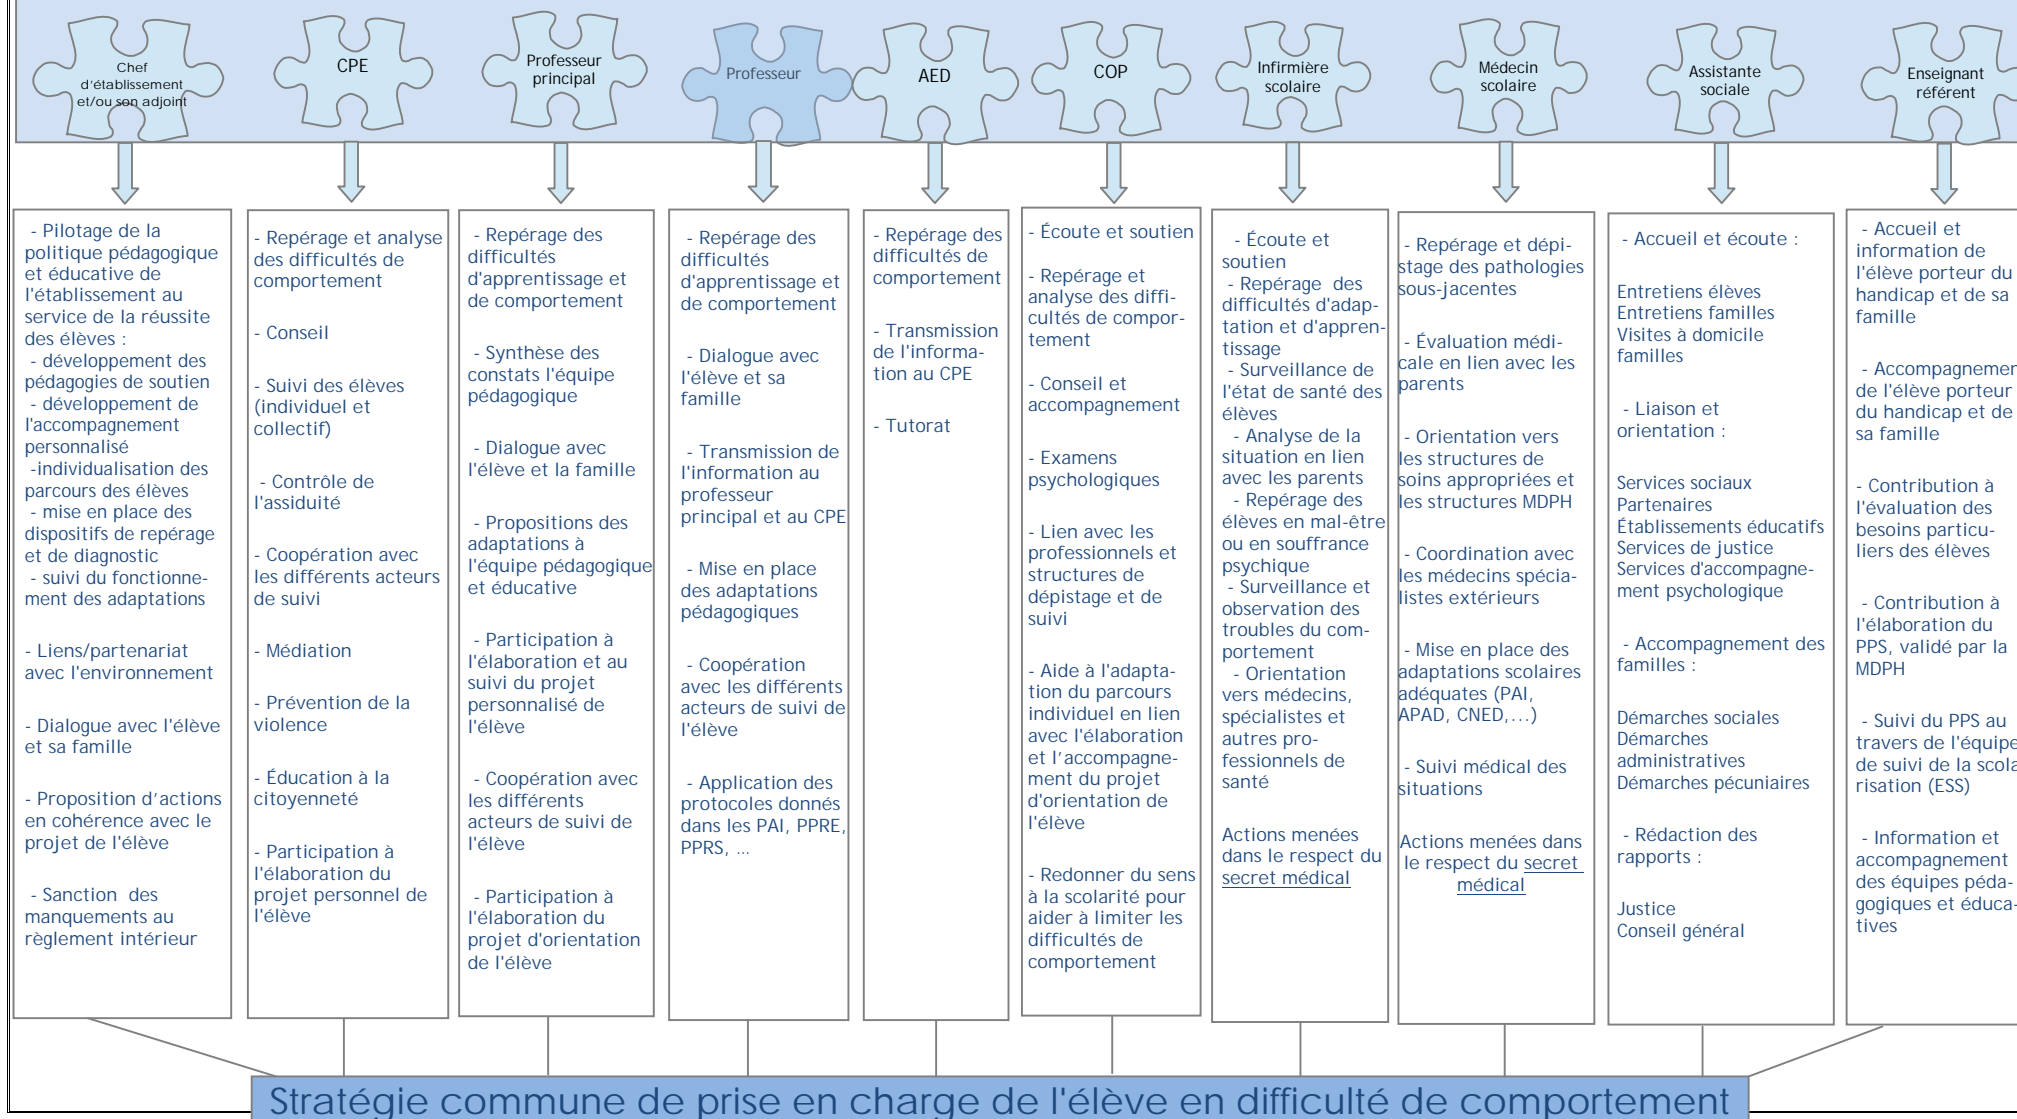 Chef
d'établissement
et/ou son adjoint
CPE
Professeur
principal
Professeur
AED
COP
Infirmière
scolaire
Médecin
scolaire
Assistante
sociale
Enseignant
référent
- Pilotage de la
politique pédagogique
et éducative de
l'établissement au
service de la réussite
des élèves :
- développement des
pédagogies de soutien
- développement de
l'accompagnement
personnalisé
-individualisation des
parcours des élèves
- mise en place des
dispositifs de repérage
et de diagnostic
- suivi du fonctionne-
ment des adaptations
- Liens/partenariat
avec l'environnement
- Dialogue avec l'élève
et sa famille
- Proposition d’actions
en cohérence avec le
projet de l'élève
- Sanction des
manquements au
règlement intérieur
- Repérage et analyse
des difficultés de
comportement
- Conseil
- Suivi des élèves
(individuel et
collectif)
- Contrôle de
l'assiduité
- Coopération avec
les différents acteurs
de suivi
- Médiation
- Prévention de la
violence
- Éducation à la
citoyenneté
- Participation à
l'élaboration du
projet personnel de
l'élève
- Repérage des
difficultés
d'apprentissage et
de comportement
- Synthèse des
constats l'équipe
pédagogique
- Dialogue avec
l'élève et la famille
- Propositions des
adaptations à
l'équipe pédagogique
et éducative
- Participation à
l'élaboration et au
suivi du projet
personnalisé de
l'élève
- Coopération avec
les différents
acteurs de suivi de
l'élève
- Participation à
l'élaboration du
projet d'orientation
de l'élève
- Repérage des
difficultés
d'apprentissage et
de comportement
- Dialogue avec
l'élève et sa
famille
- Transmission de
l'information au
professeur
principal et au CPE
- Mise en place
des adaptations
pédagogiques
- Coopération
avec les différents
acteurs de suivi de
l'élève
- Application des
protocoles donnés
dans les PAI, PPRE,
PPRS, ...
- Repérage des
difficultés de
comportement
- Transmission
de l'informa-
tion au CPE
- Tutorat
- Écoute et soutien
- Repérage et
analyse des diffi-
cultés de compor-
tement
- Conseil et
accompagnement
- Examens
psychologiques
- Lien avec les
professionnels et
structures de
dépistage et de
suivi
- Aide à l'adapta-
tion du parcours
individuel en lien
avec l'élaboration
et l’accompagne-
ment du projet
d'orientation de
l'élève
- Redonner du sens
à la scolarité pour
aider à limiter les
difficultés de
comportement
- Écoute et
soutien
- Repérage des
difficultés d'adap-
tation et d'appren-
tissage
- Surveillance de
l'état de santé des
élèves
- Analyse de la
situation en lien
avec les parents
- Repérage des
élèves en mal-être
ou en souffrance
psychique
- Surveillance et
observation des
troubles du com-
portement
- Orientation
vers médecins,
spécialistes et
autres pro-
fessionnels de
santé
Actions menées
dans le respect du
secret médical
- Repérage et dépi-
stage des pathologies
sous-jacentes
- Évaluation médi-
cale en lien avec les
parents
- Orientation vers
les structures de
soins appropriées et
les structures MDPH
- Coordination avec
les médecins spécia-
listes extérieurs
- Mise en place des
adaptations scolaires
adéquates (PAI,
APAD, CNED,...)
- Suivi médical des
situations
Actions menées dans
le respect du secret
médical
- Accueil et écoute :
Entretiens élèves
Entretiens familles
Visites à domicile
familles
- Liaison et
orientation :
Services sociaux
Partenaires
Établissements éducatifs
Services de justice
Services d'accompagne-
ment psychologique
- Accompagnement des
familles :
Démarches sociales
Démarches
administratives
Démarches pécuniaires
- Rédaction des
rapports :
Justice
Conseil général
- Accueil et
information de
l'élève porteur du
handicap et de sa
famille
- Accompagnemen
de l'élève porteur
du handicap et de
sa famille
- Contribution à
l'évaluation des
besoins particu-
liers des élèves
- Contribution à
l'élaboration du
PPS, validé par la
MDPH
- Suivi du PPS au
travers de l'équipe
de suivi de la scola
risation (ESS)
- Information et
accompagnement
des équipes péda-
gogiques et éduca-
tives
Stratégie commune de prise en charge de l'élève en difficulté de comportement